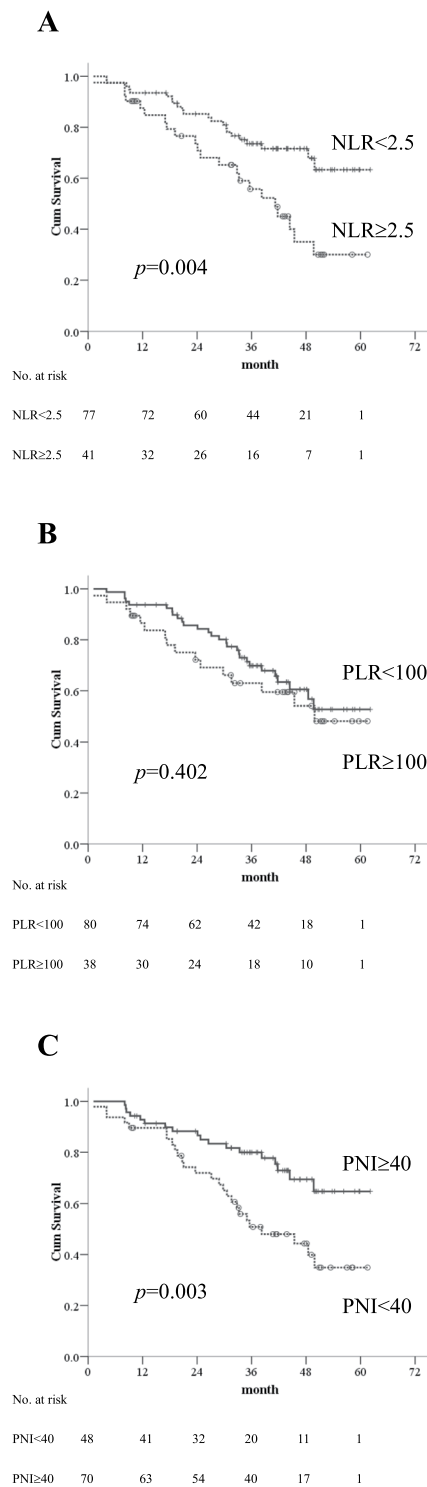 A
1.0
0.8
0.6
0.4
0.2
0.0
Cum Survival
NLR<2.5
NLR≥2.5
p=0.004
0 12 24 36 48 60 72
month
No. at risk
NLR<2.5 77 72 60 44 21 1
NLR≥2.5 41 32 26 16 7 1
B
1.0
0.8
0.6
0.4
0.2
0.0
Cum Survival
PLR<100
PLR≥100
p=0.402
0 12 24 36 48 60 72
month
No. at risk
PLR<100 80 74 62 42 18 1
PLR≥100 38 30 24 18 10 1
C
1.0
0.8
0.6
0.4
0.2
0.0
Cum Survival
PNI≥40
PNI<40
p=0.003
0 12 24 36 48 60 72
month
No. at risk
PNI<40 48 41 32 20 11 1
PNI≥40 70 63 54 40 17 1